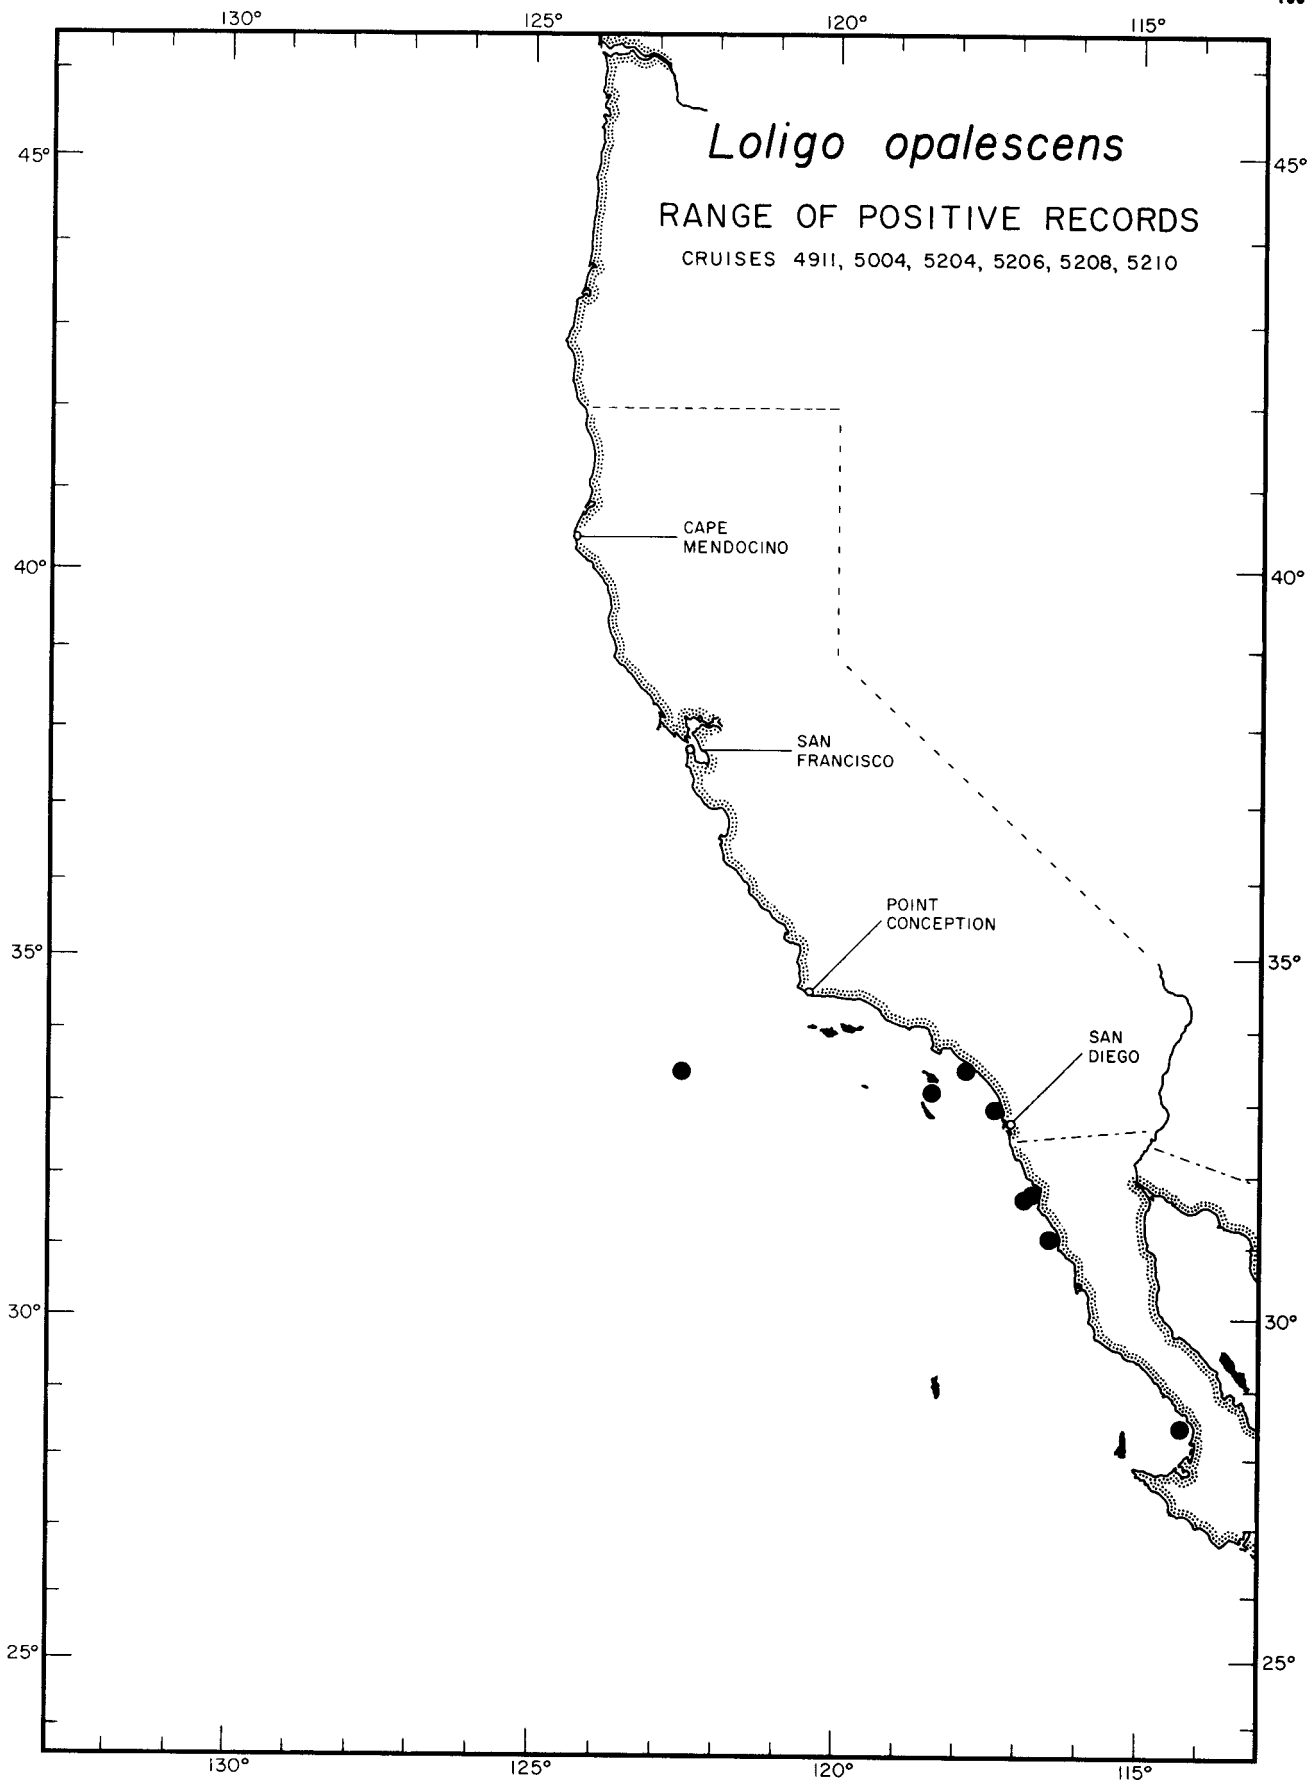 130° 125° 120° 115°
Loligo opalescens
45° 45°
RANGE OF POSITIVE RECORDS
CRUISES 4911, 5004, 5204, 5206, 5208, 5210
CAPE
MENDOCINO
40° 40°
SAN
FRANCISCO
POINT
CONCEPTION
35° 35°
SAN
DIEGO
30° 30°
25° 25°
130° 125° 120° 115°